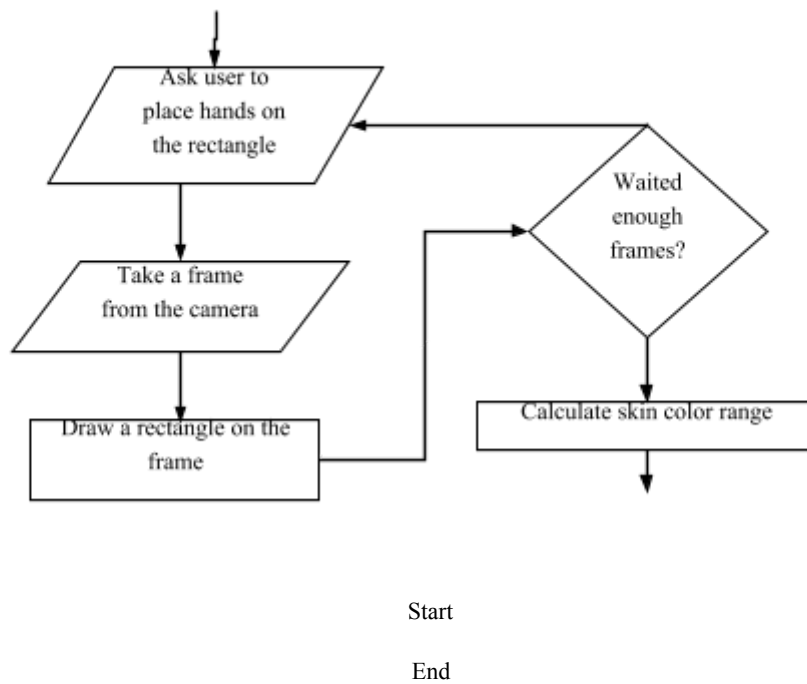 Ask user to
place hands on
the rectangle
Take a frame
from the camera
Draw a rectangle on the
frame
Waited
enough
frames?
Calculate skin color range
Start
End